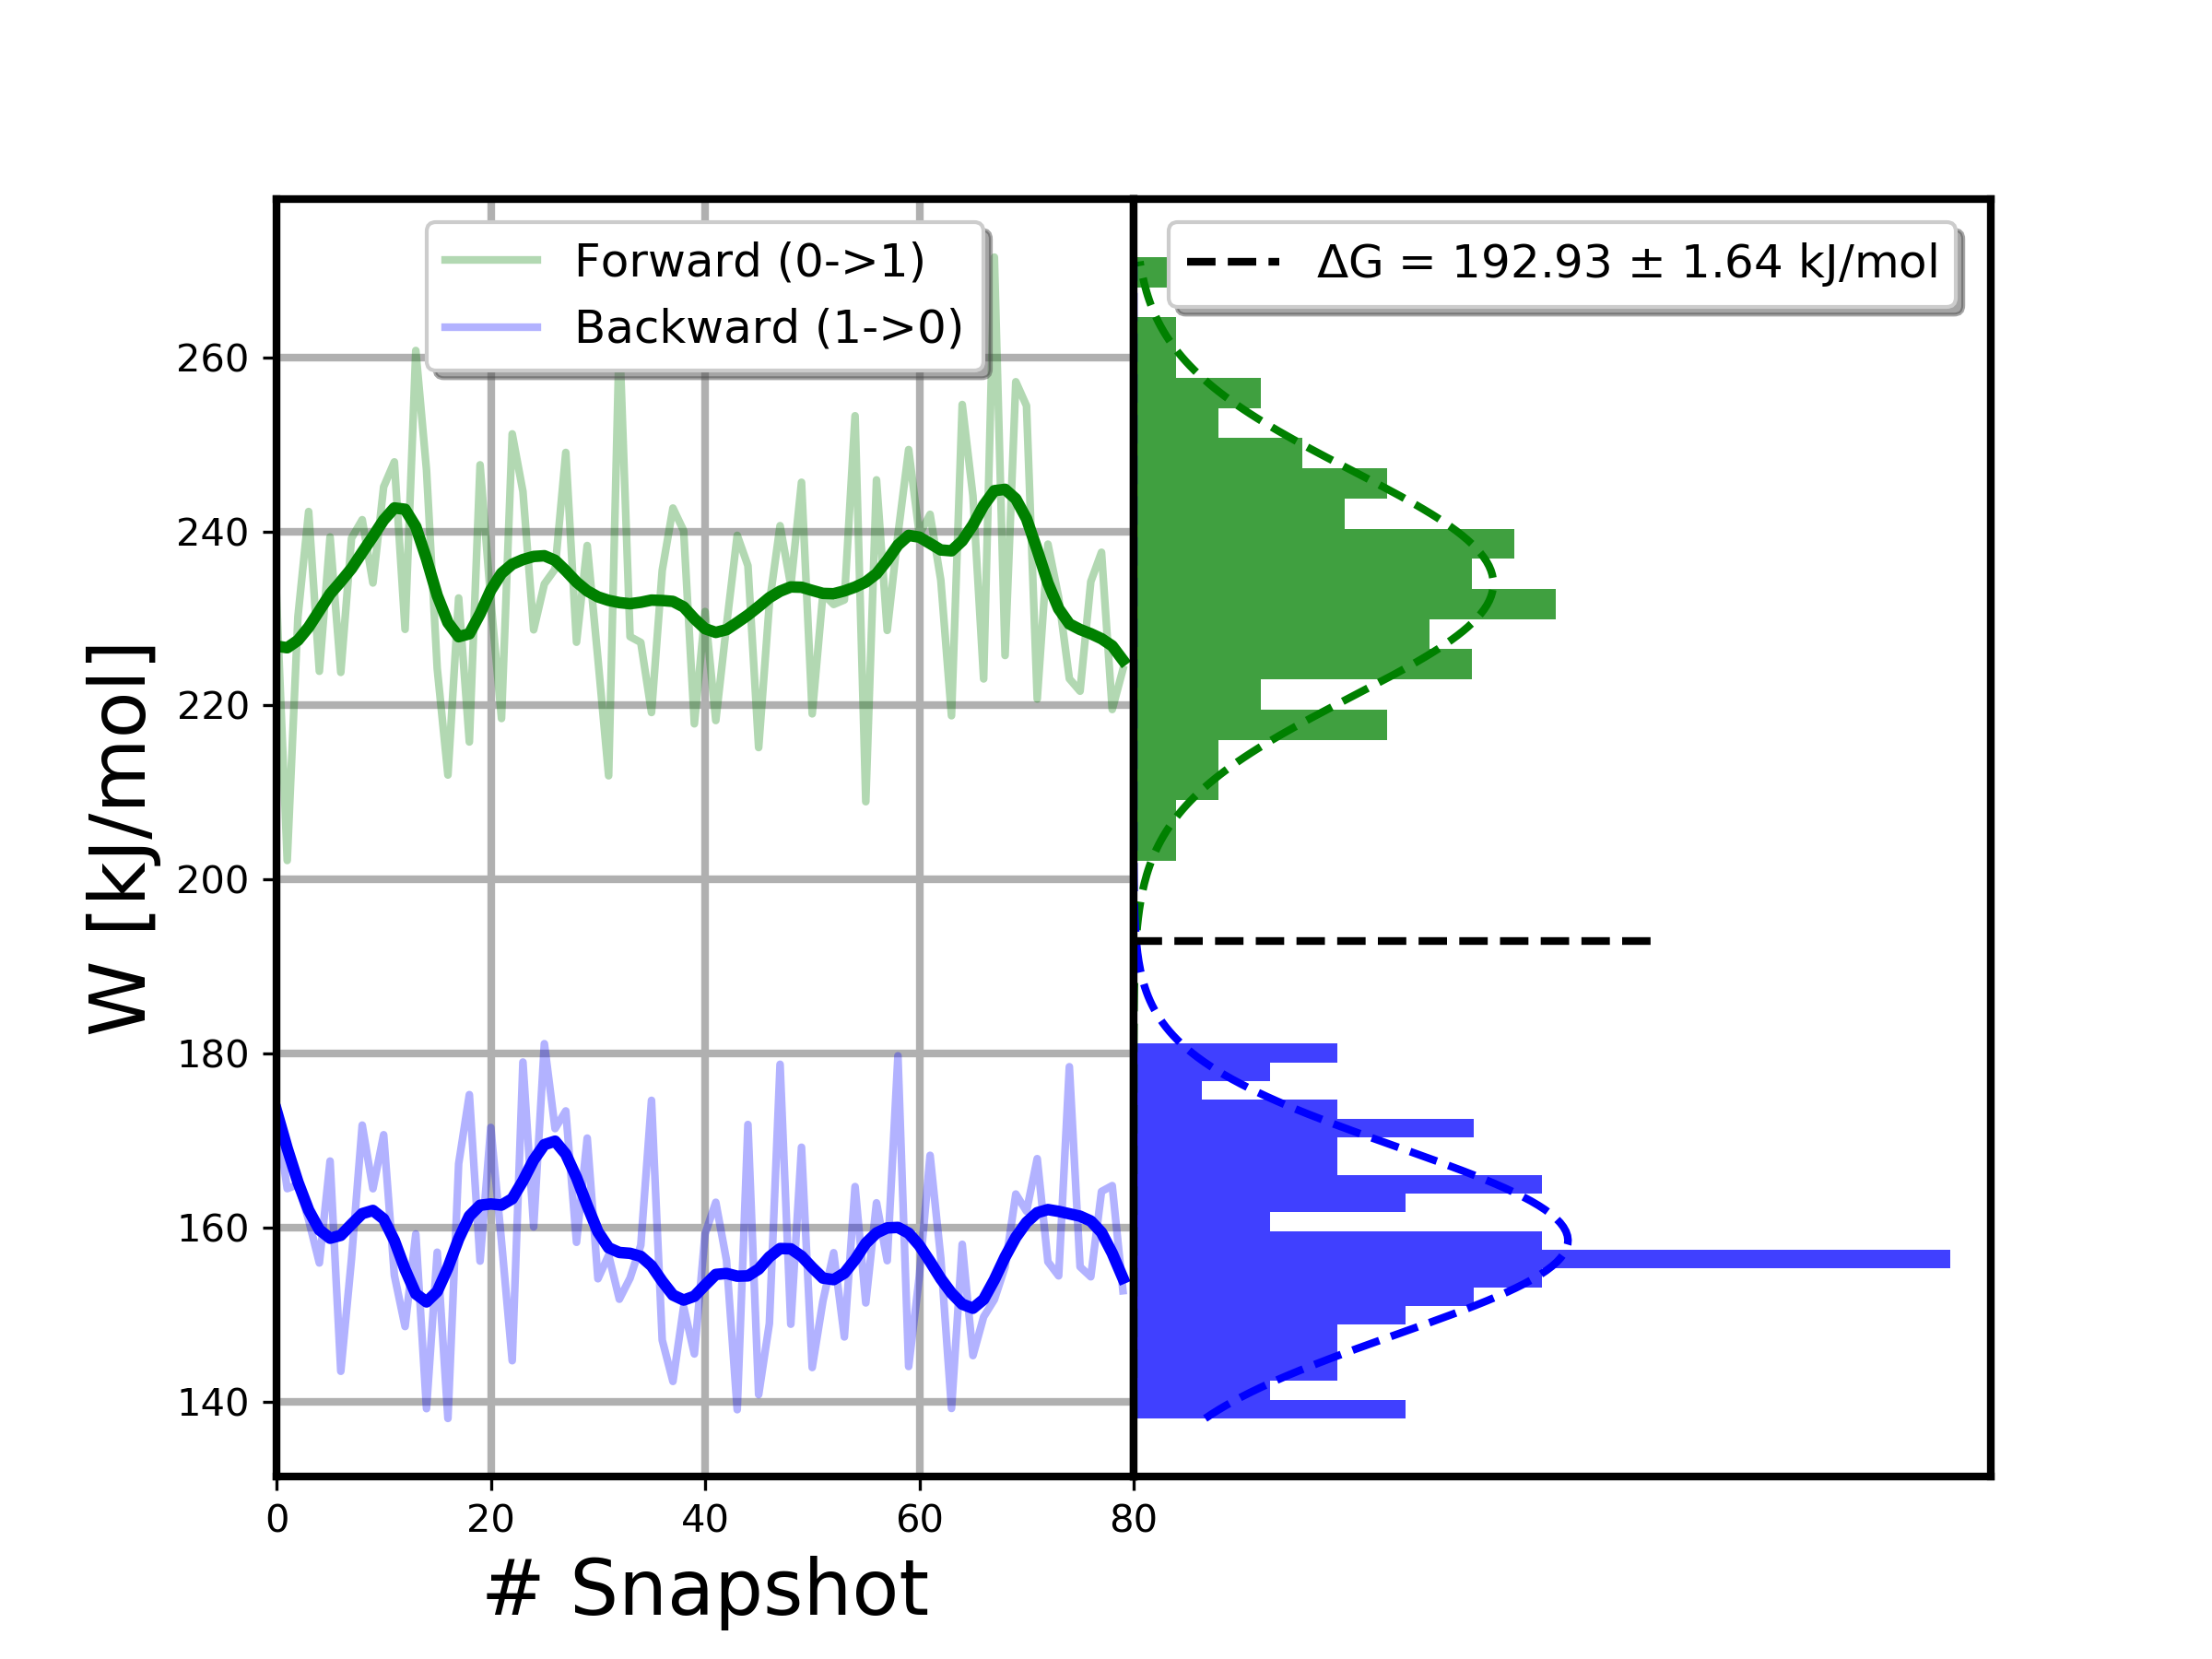 Forward (0->1)
Backward (1->0)
ΔG = 192.93 ± 1.64 kJ/mol
W [kJ/mol]
260
240
220
200
180
160
140
0 20 40 60 80
# Snapshot